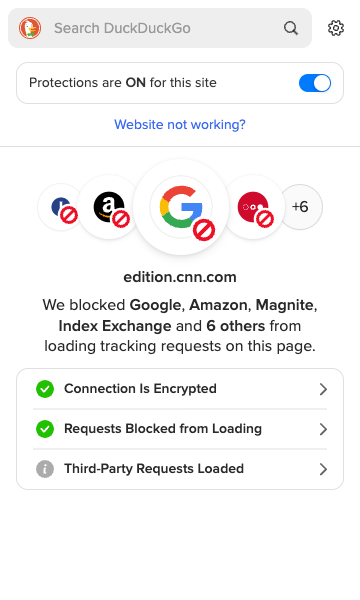 Search DuckDuckGo
Protections are ON for this site
Website not working?
+6
edition.cnn.com
We blocked Google, Amazon, Magnite,
Index Exchange and 6 others from
loading tracking requests on this page.
Connection Is Encrypted
Requests Blocked from Loading
Third-Party Requests Loaded